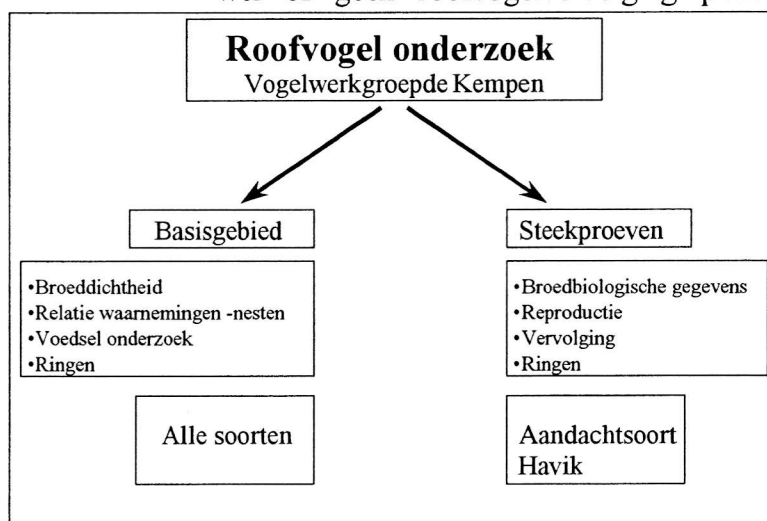 Roofvogel onderzoek
Vogelwerkgroepde Kempen
Basisgebied
Steekproeven
•Broeddichtheid
•Relatie waarnemingen -nesten
•Voedsel onderzoek
•Ringen
•Broedbiologische gegevens
•Reproductie
•Vervolging
•Ringen
Alle soorten
Aandachtsoort
Havik